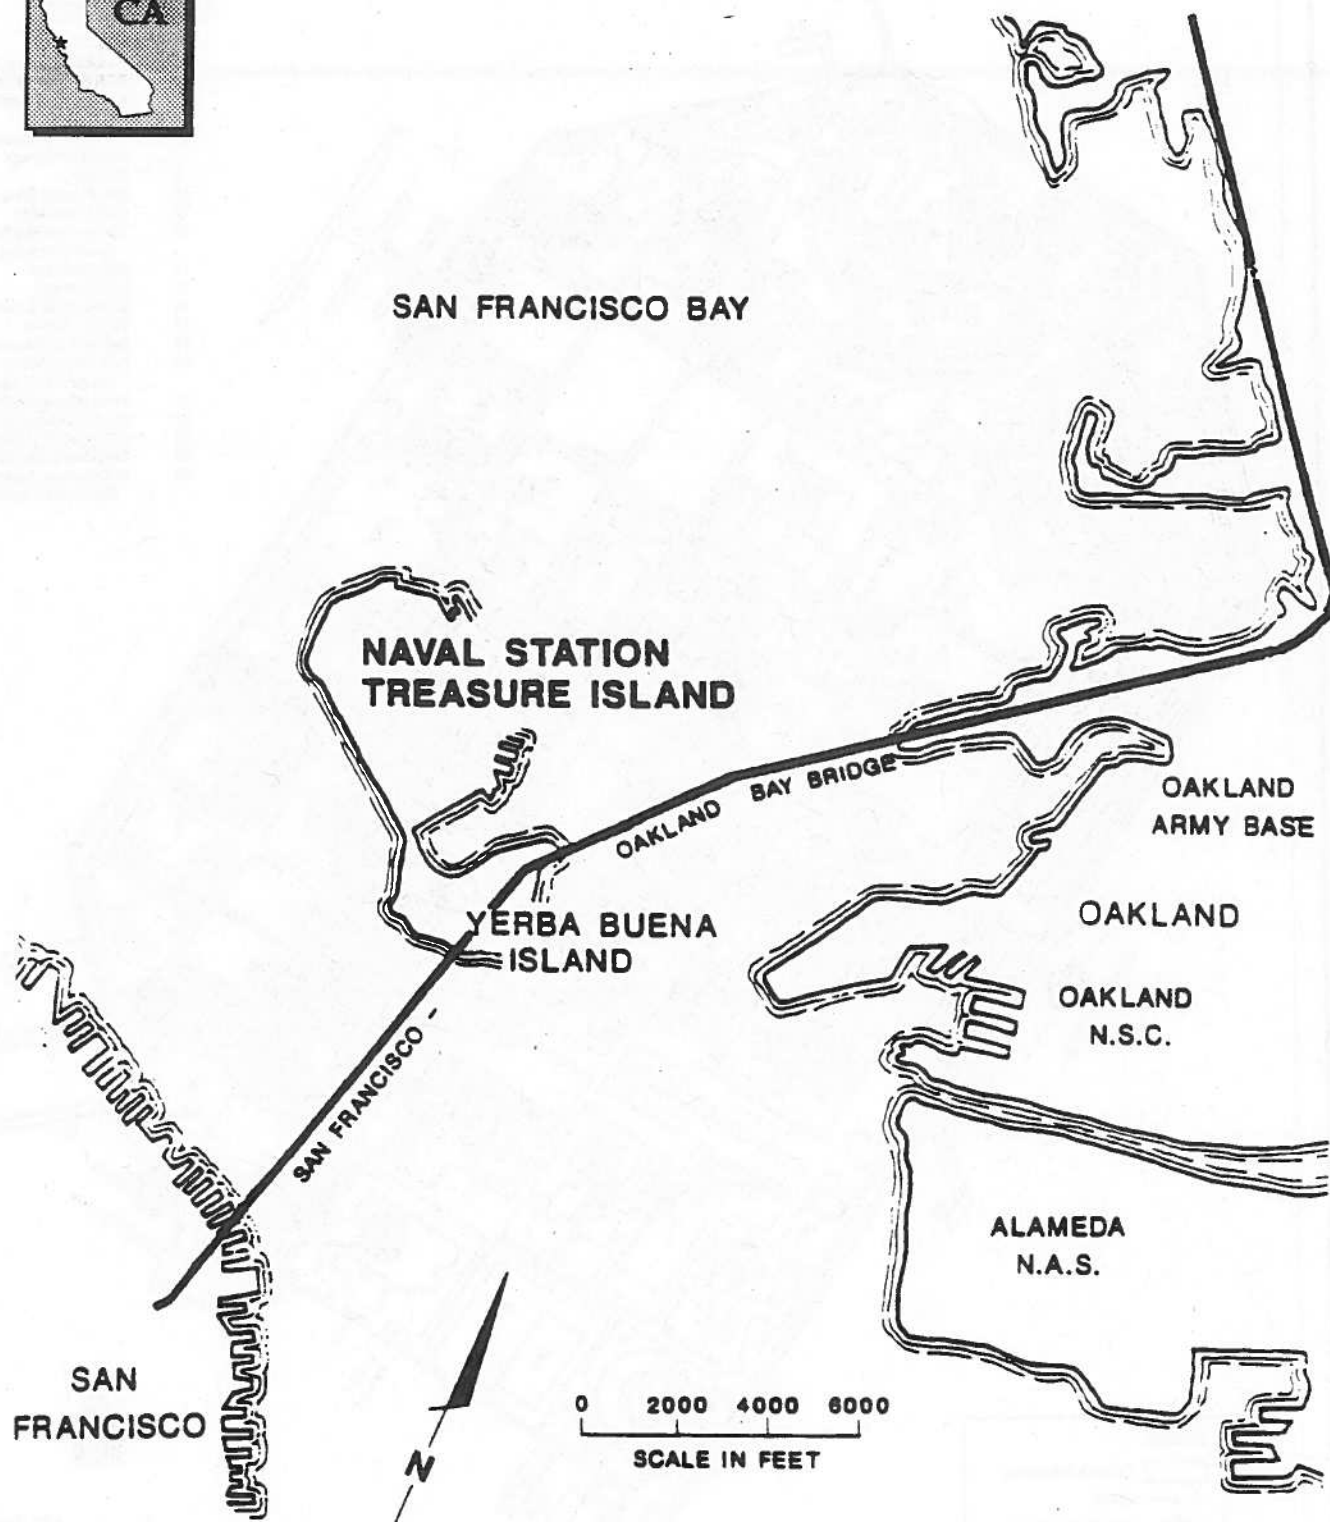 CA
SAN FRANCISCO BAY
NAVAL STATION
TREASURE ISLAND
OAKLAND BAY BRIDGE
OAKLAND
ARMY BASE
YERBA BUENA
ISLAND
OAKLAND
OAKLAND
N.S.C.
SAN FRANCISCO -
ALAMEDA
N.A.S.
SAN
FRANCISCO
N
0 2000 4000 6000
SCALE IN FEET